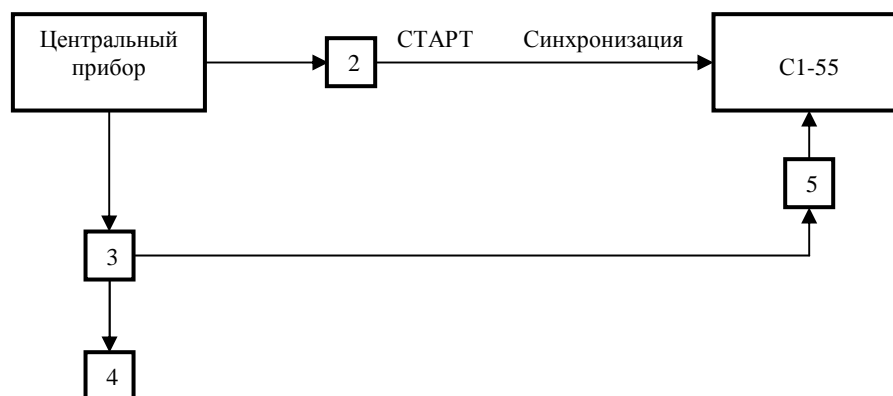 Центральный
прибор
2
СТАРТ
Синхронизация
С1-55
5
3
4